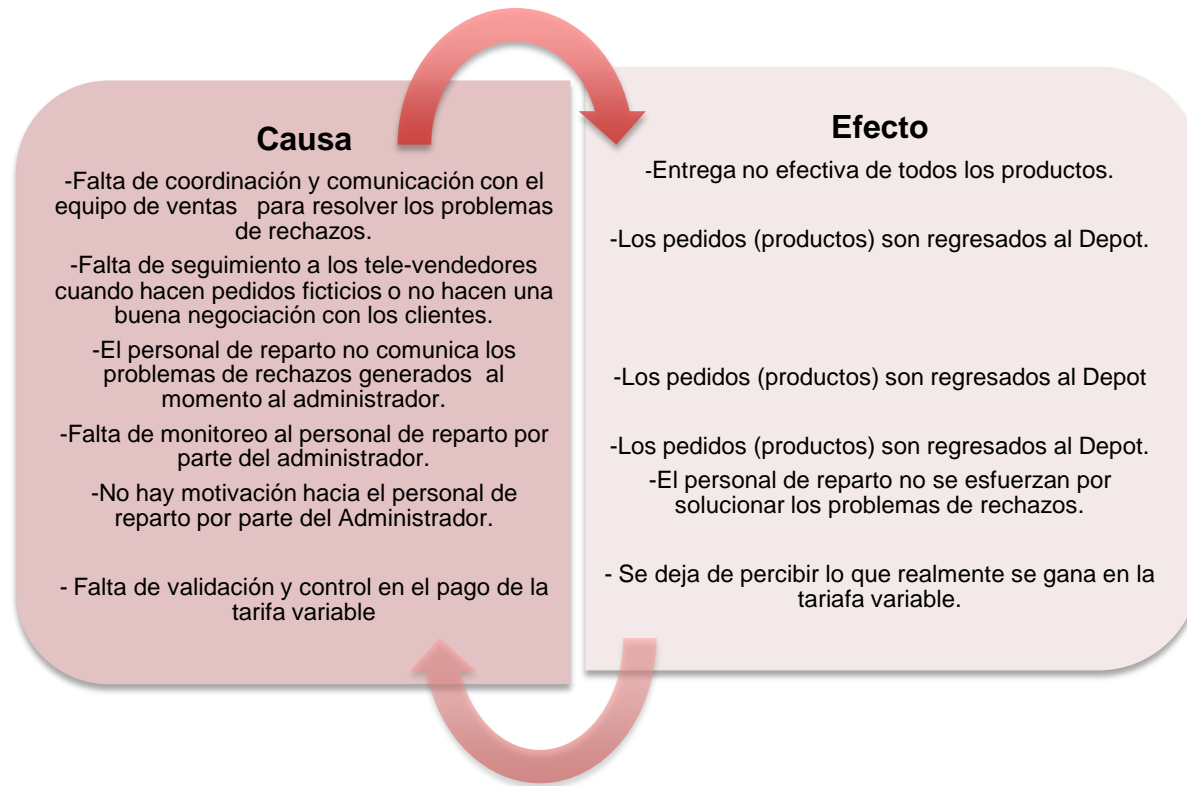 Causa
-Falta de coordinación y comunicación con el
equipo de ventas   para resolver los problemas
de rechazos.
-Falta de seguimiento a los tele-vendedores
cuando hacen pedidos ficticios o no hacen una
buena negociación con los clientes.
-El personal de reparto no comunica los
problemas de rechazos generados  al
momento al administrador.
-Falta de monitoreo al personal de reparto por
parte del administrador.
-No hay motivación hacia el personal de
reparto por parte del Administrador.
- Falta de validación y control en el pago de la
tarifa variable
Efecto
-Entrega no efectiva de todos los productos.
-Los pedidos (productos) son regresados al Depot.
-Los pedidos (productos) son regresados al Depot
-Los pedidos (productos) son regresados al Depot.
-El personal de reparto no se esfuerzan por
solucionar los problemas de rechazos.
- Se deja de percibir lo que realmente se gana en la
tariafa variable.